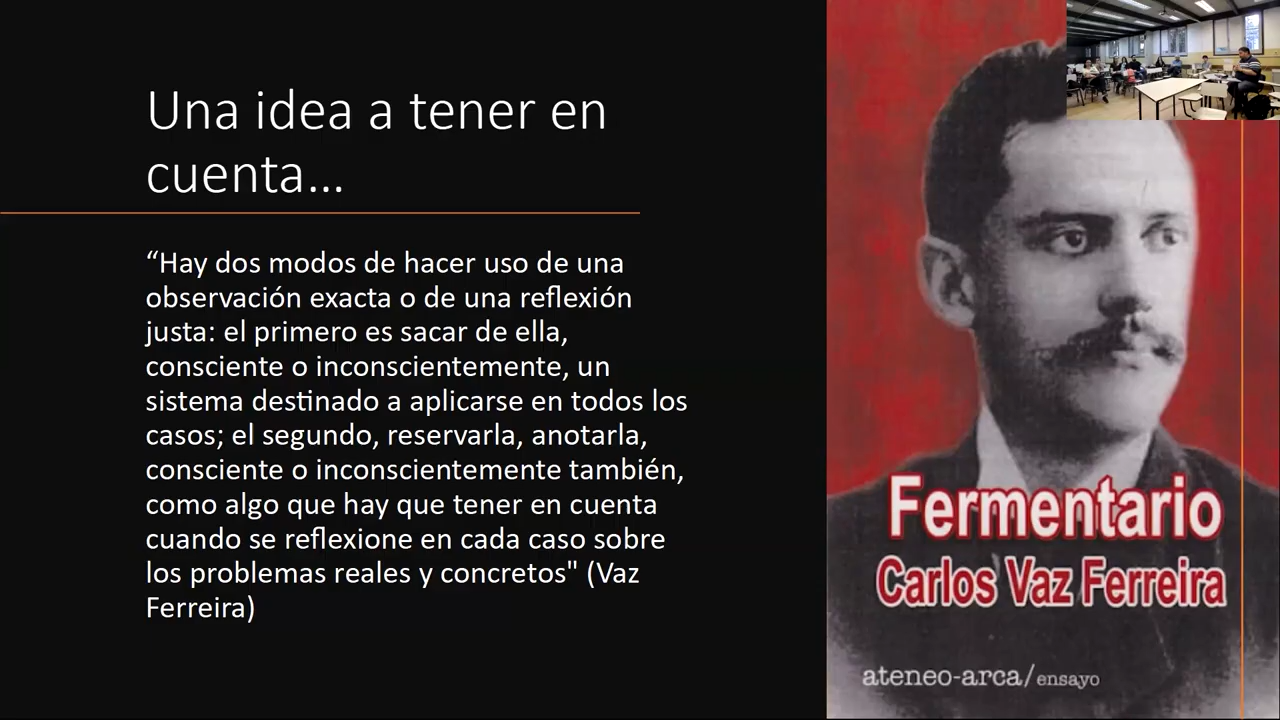 Una idea a tener en
cuenta...
“Hay dos modos de hacer uso de una
observación exacta o de una reflexión
justa: el primero es sacar de ella,
consciente o inconscientemente, un
sistema destinado a aplicarse en todos los
casos; el segundo, reservarla, anotarla,
consciente o inconscientemente también,
como algo que hay que tener en cuenta
cuando se reflexione en cada caso sobre
los problemas reales y concretos" (Vaz
Ferreira)
Fermentario
Carlos Vaz Ferreira
ateneo-arca/ensayo